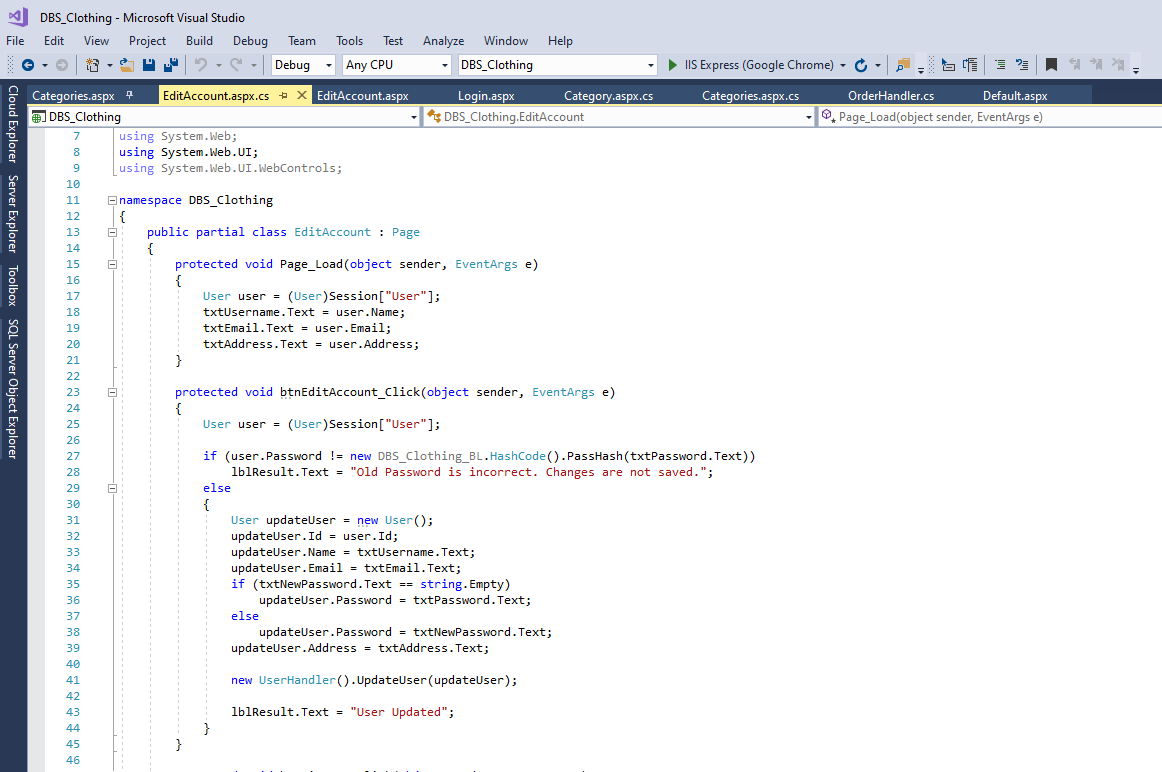 DBS_Clothing - Microsoft Visual Studio
File Edit View Project Build Debug Team Tools Test Analyze Window Help
Debug Any CPU DBS_Clothing IIS Express (Google Chrome)
Categories.aspx EditAccount.aspx.cs EditAccount.aspx Login.aspx Category.aspx.cs Categories.aspx.cs OrderHandler.cs Default.aspx
DBS_Clothing DBS_Clothing.EditAccount Page_Load(object sender, EventArgs e)
Cloud Explorer
Server Explorer
Toolbox
SQL Server Object Explorer
7 using System.Web;
8 using System.Web.UI;
9 using System.Web.UI.WebControls;
10
11 namespace DBS_Clothing
12 {
13 public partial class EditAccount : Page
14 {
15 protected void Page_Load(object sender, EventArgs e)
16 {
17 User user = (User)Session["User"];
18 txtUsername.Text = user.Name;
19 txtEmail.Text = user.Email;
20 txtAddress.Text = user.Address;
21 }
22
23 protected void btnEditAccount_Click(object sender, EventArgs e)
24 {
25 User user = (User)Session["User"];
26
27 if (user.Password != new DBS_Clothing_BL.HashCode().PassHash(txtPassword.Text))
28 lblResult.Text = "Old Password is incorrect. Changes are not saved.";
29 else
30 {
31 User updateUser = new User();
32 updateUser.Id = user.Id;
33 updateUser.Name = txtUsername.Text;
34 updateUser.Email = txtEmail.Text;
35 if (txtNewPassword.Text == string.Empty)
36 updateUser.Password = txtPassword.Text;
37 else
38 updateUser.Password = txtNewPassword.Text;
39 updateUser.Address = txtAddress.Text;
40
41 new UserHandler().UpdateUser(updateUser);
42
43 lblResult.Text = "User Updated";
44 }
45 }
46